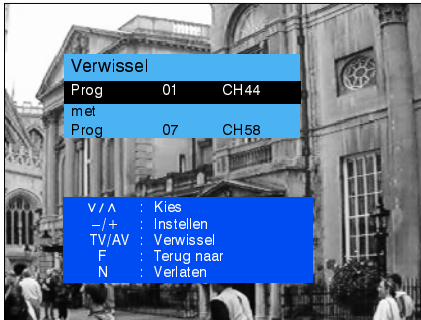 Verwissel
Prog 01 CH44
met
Prog 07 CH58
∨/∧ : Kies
−/+ : Instellen
TV/AV : Verwissel
F : Terug naar
N : Verlaten